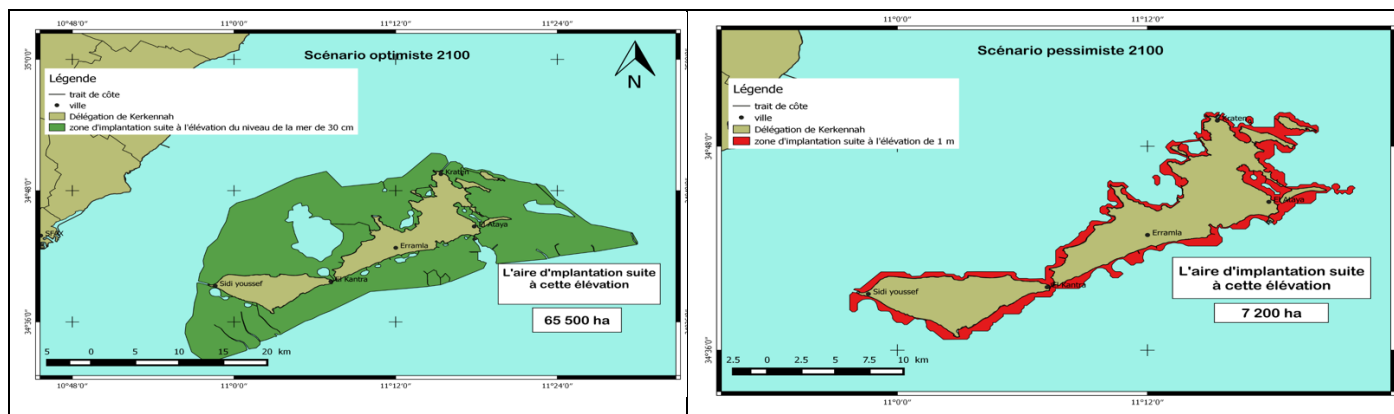 10°48'0" 11°0'0" 11°12'0" 11°24'0"
Scénario optimiste 2100
N
35°0'0"
Légende
trait de côte
ville
Délégation de Kerkennah
zone d'implantation suite à l'élévation du niveau de la mer de 30 cm
34°48'0"
Kraten
El Ataya
SFAX
Erramla
El Kantra
Sidi youssef
L'aire d'implantation suite
à cette élévation
65 500 ha
34°36'0"
5 0 5 10 15 20 km
10°48'0" 11°0'0" 11°12'0" 11°24'0"
11°0'0" 11°12'0"
Scénario pessimiste 2100
Légende
trait de côte
ville
Délégation de Kerkennah
zone d'implantation suite à l'élévation de 1 m
34°48'0"
Kraten
El Ataya
Erramla
El Kantra
Sidi youssef
L'aire d'implantation suite
à cette élévation
7 200 ha
34°36'0"
2.5 0 2.5 5 7.5 10 km
11°0'0" 11°12'0"